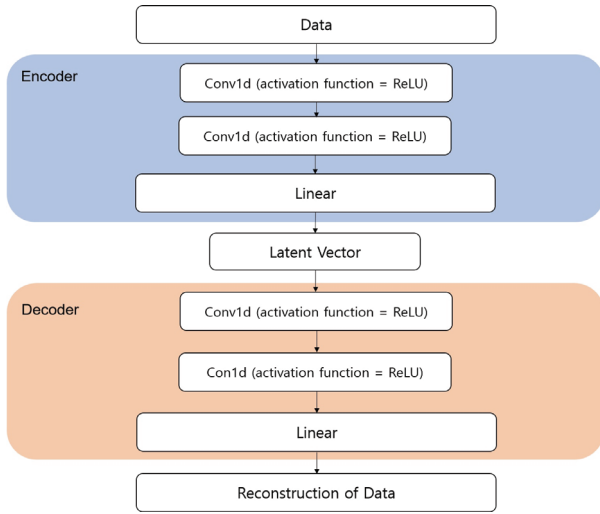 Data
Encoder
Conv1d (activation function = ReLU)
Conv1d (activation function = ReLU)
Linear
Latent Vector
Decoder
Conv1d (activation function = ReLU)
Con1d (activation function = ReLU)
Linear
Reconstruction of Data